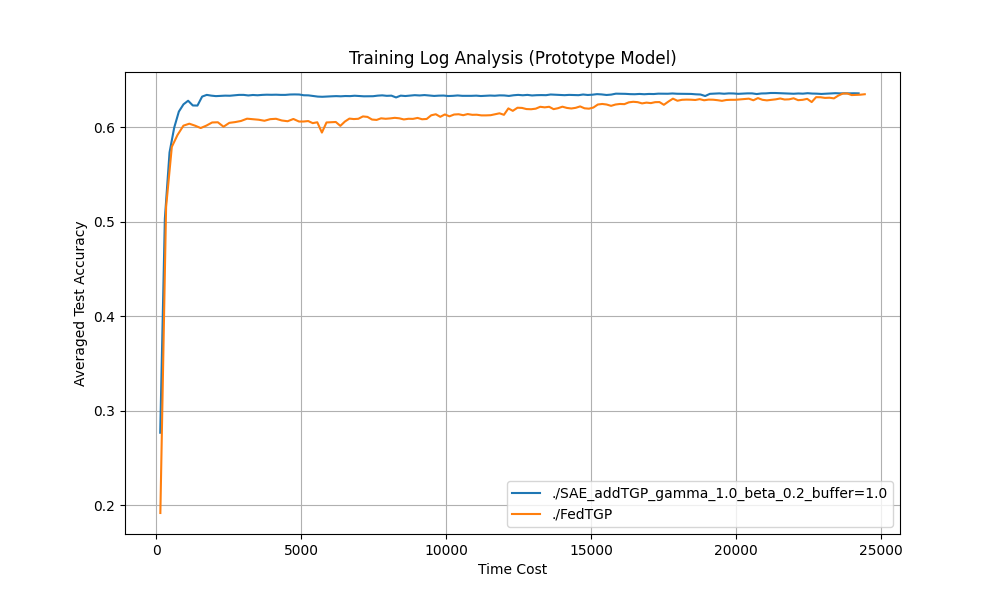 Training Log Analysis (Prototype Model)
0.6
0.5
0.4
0.3
0.2
Averaged Test Accuracy
./SAE_addTGP_gamma_1.0_beta_0.2_buffer=1.0
./FedTGP
0 5000 10000 15000 20000 25000
Time Cost